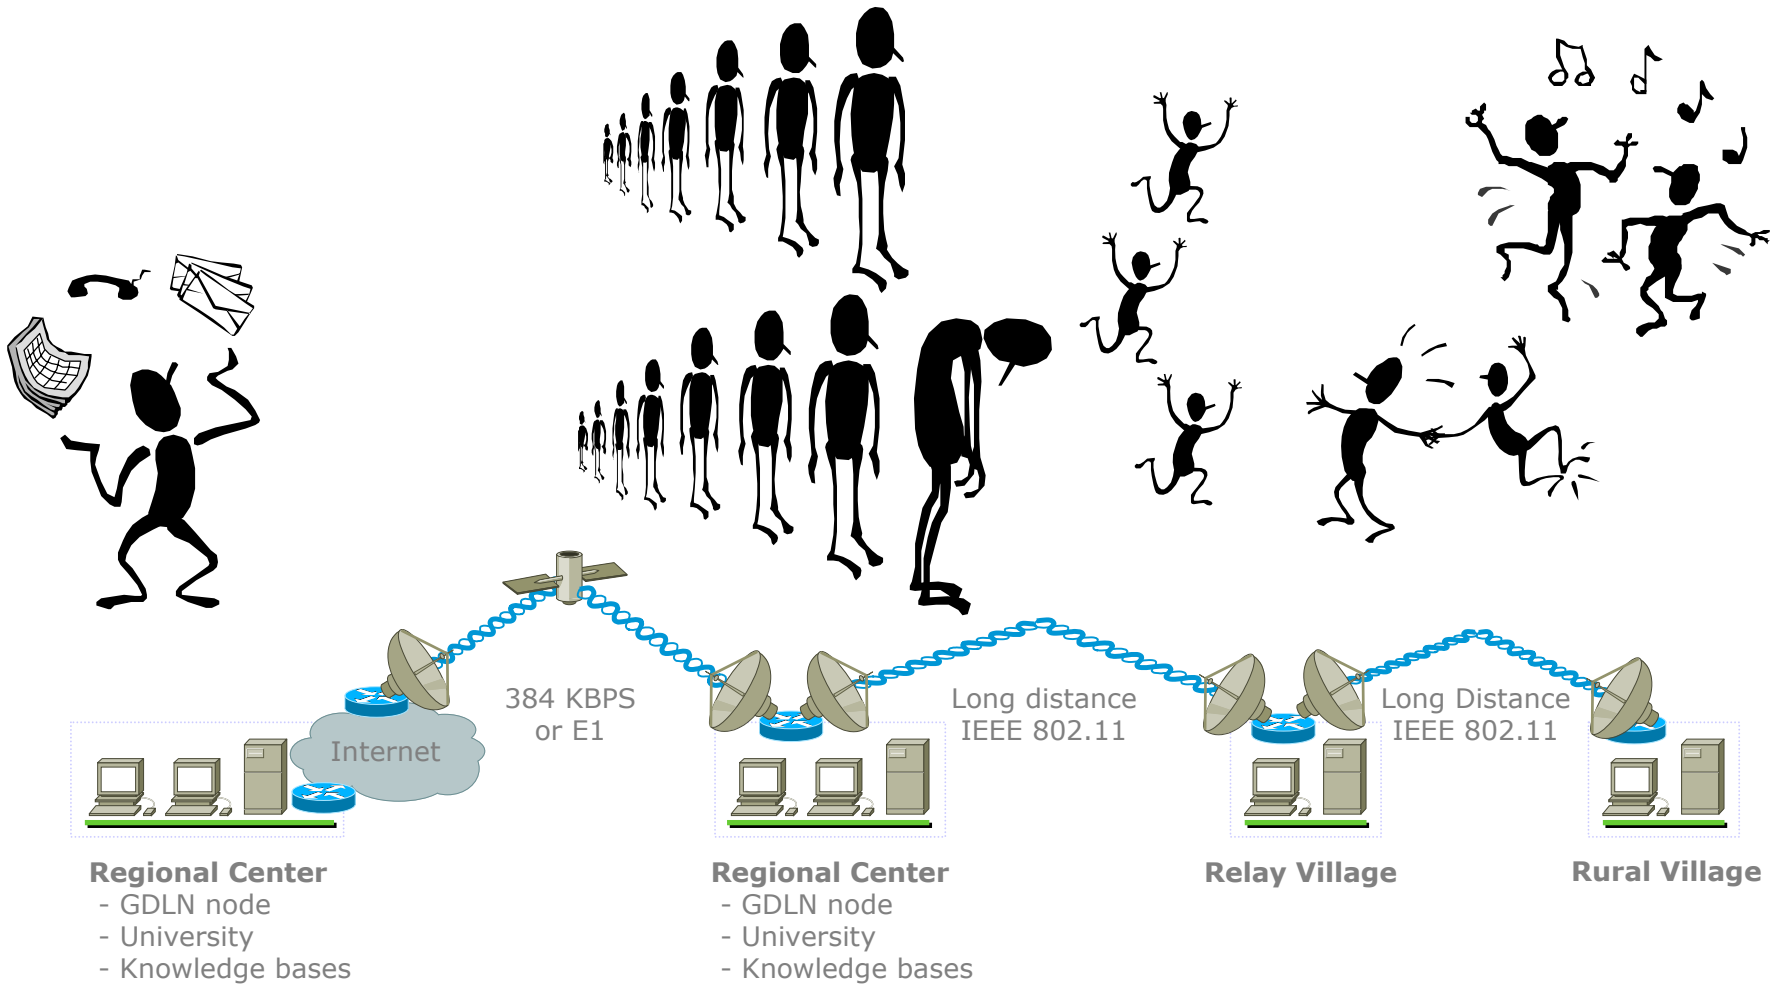 384 KBPS
or E1
Long distance
IEEE 802.11
Long Distance
IEEE 802.11
Internet
Regional Center
- GDLN node
- University
- Knowledge bases
Regional Center
- GDLN node
- University
- Knowledge bases
Relay Village
Rural Village